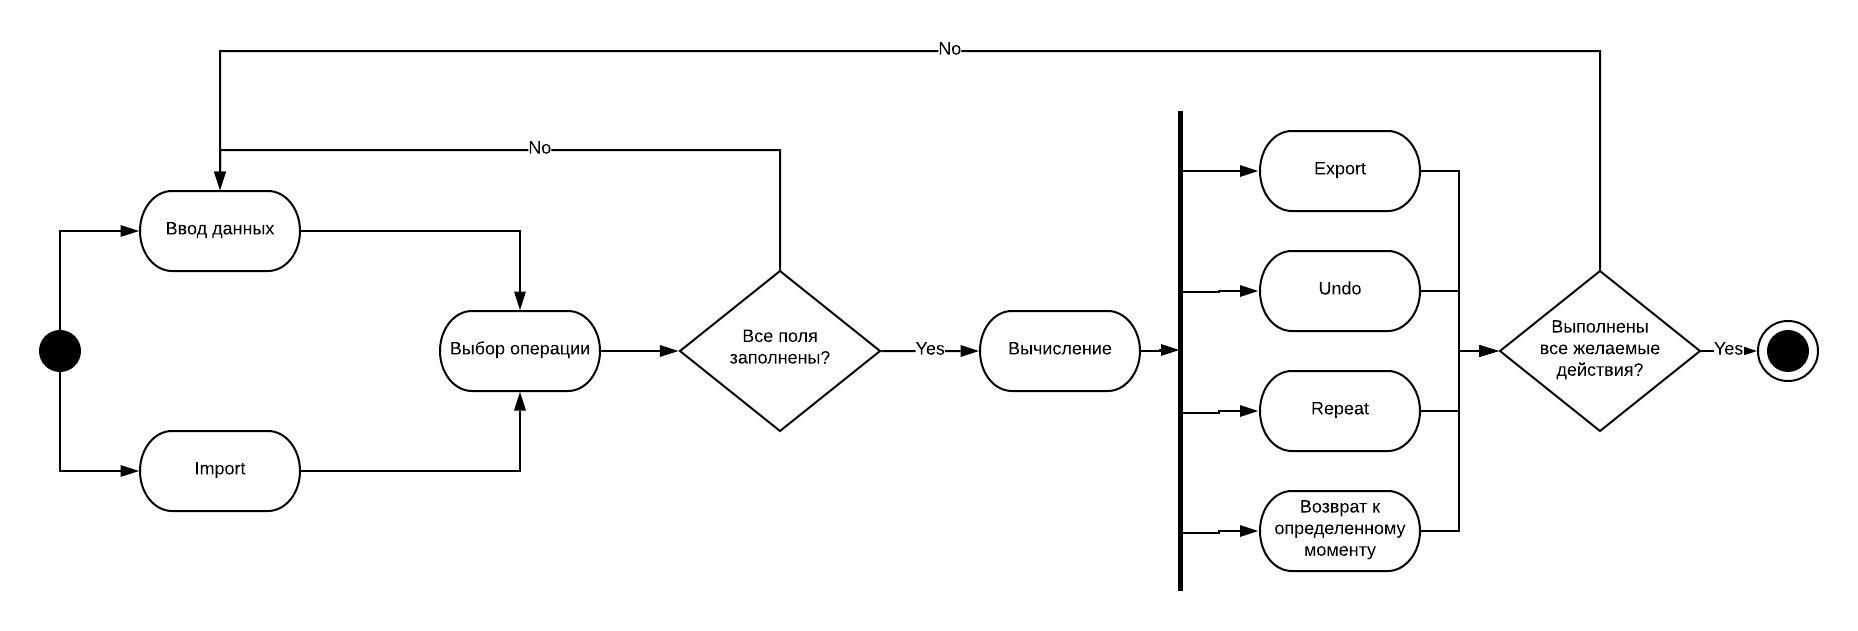 No
No
Ввод данных
Import
Выбор операции
Все поля
заполнены?
Yes
Вычисление
Export
Undo
Repeat
Возврат к
определенному
моменту
Выполнены
все желаемые
действия?
Yes